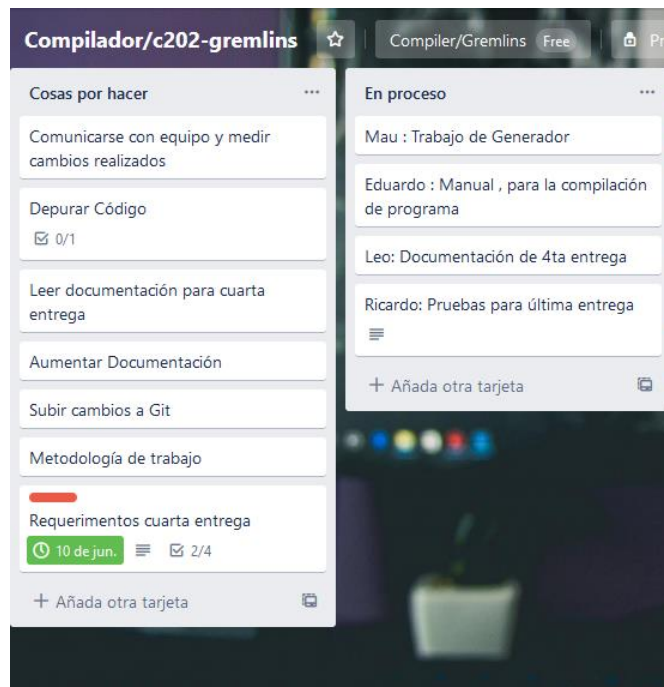 Compilador/c202-gremlins
Compiler/Gremlins Free
Cosas por hacer
Comunicarse con equipo y medir
cambios realizados
Depurar Código
0/1
Leer documentación para cuarta
entrega
Aumentar Documentación
Subir cambios a Git
Metodología de trabajo
Requerimentos cuarta entrega
10 de jun. 2/4
+ Añada otra tarjeta
En proceso
Mau : Trabajo de Generador
Eduardo : Manual , para la compilación
de programa
Leo: Documentación de 4ta entrega
Ricardo: Pruebas para última entrega
+ Añada otra tarjeta